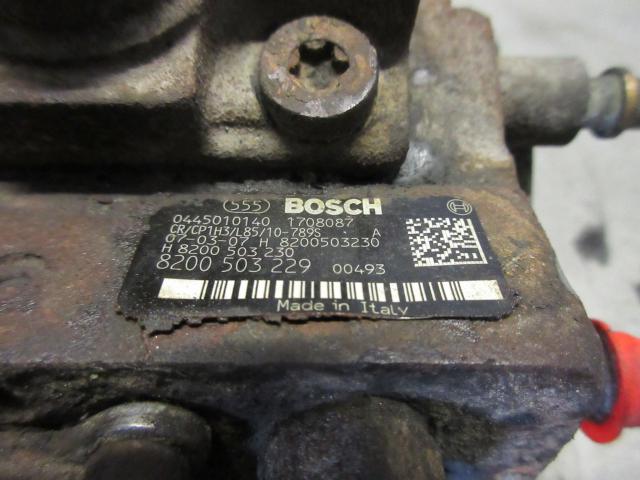 555 BOSCH
0445010140 1708087
CR/CP1H3/L85/10-789S A
07-03-07 H 8200503230
H 8200 503 230
8200 503 229 00493
Made in Italy